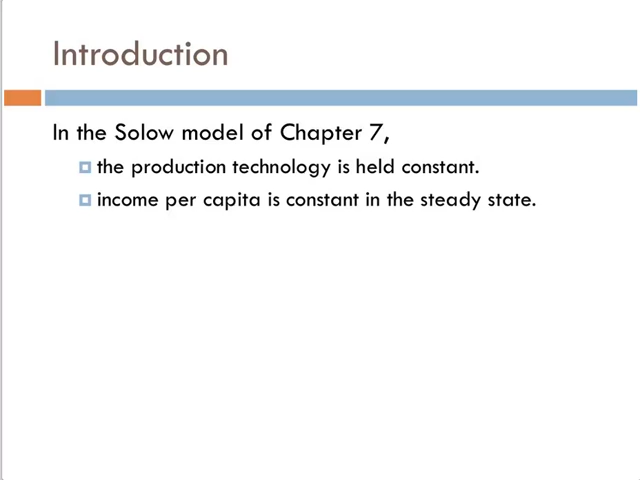 Introduction
In the Solow model of Chapter 7,
the production technology is held constant.
income per capita is constant in the steady state.